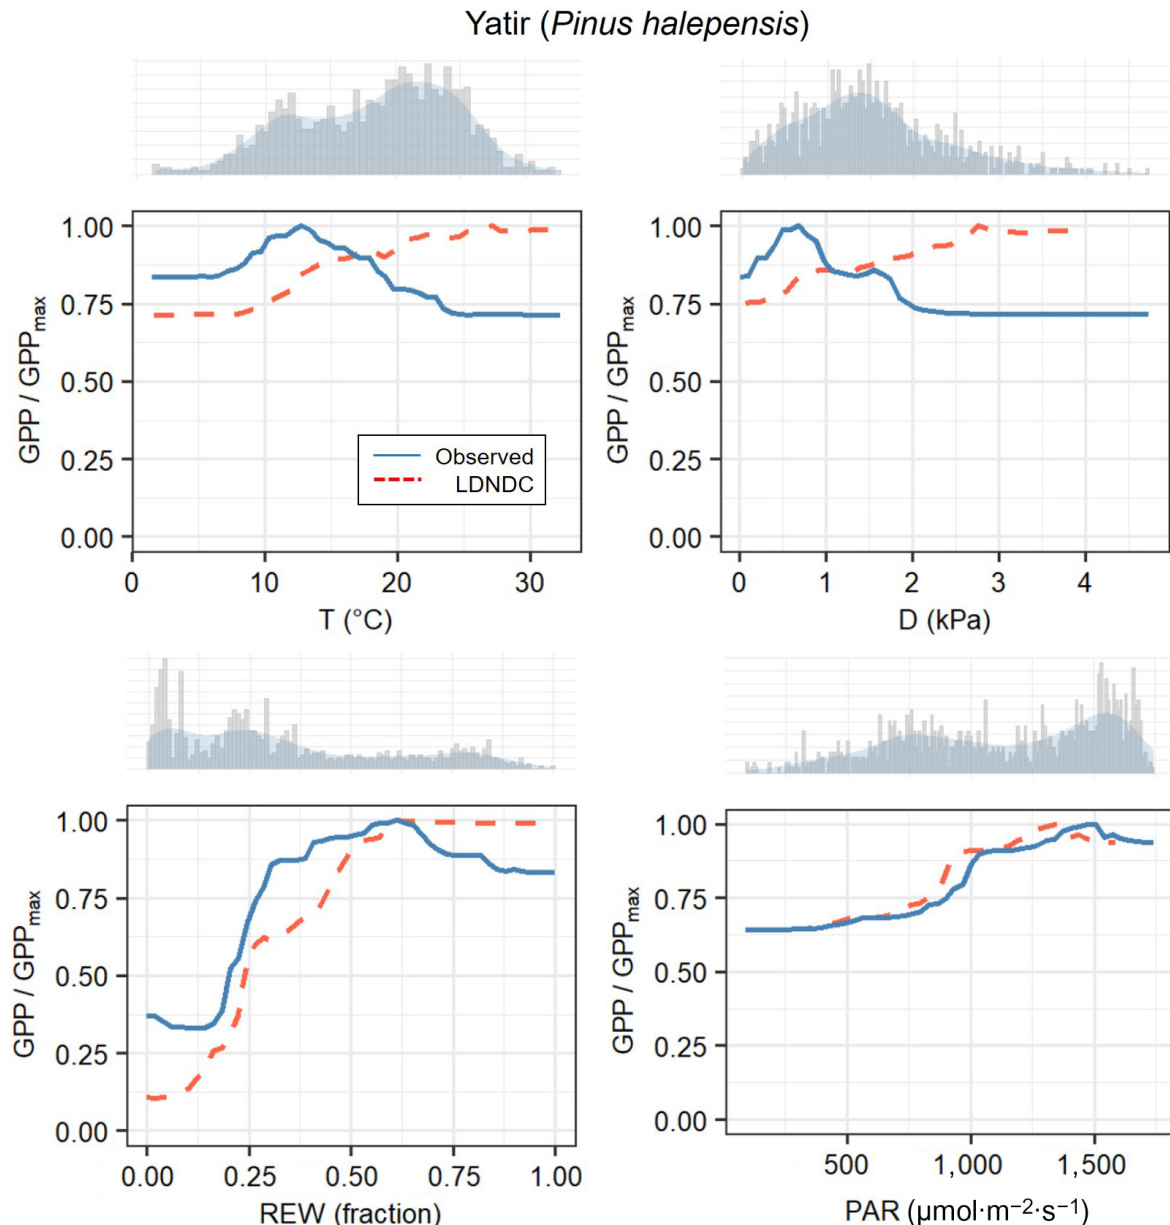 Yatir (Pinus halepensis)
GPP / GPPmax
1.00
0.75
0.50
0.25
0.00
Observed
LDNDC
0 10 20 30
T (°C)
GPP / GPPmax
1.00
0.75
0.50
0.25
0.00
0 1 2 3 4
D (kPa)
GPP / GPPmax
1.00
0.75
0.50
0.25
0.00
0.00 0.25 0.50 0.75 1.00
REW (fraction)
GPP / GPPmax
1.00
0.75
0.50
0.25
0.00
500 1,000 1,500
PAR (µmol·m−2·s−1)